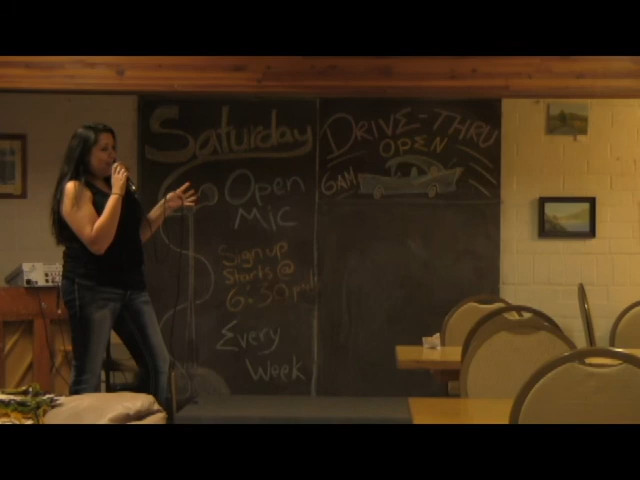 Saturday
Open
Mic
Sign up
Starts @
6:30 pm
Every
Week
DRIVE-THRU
OPEN
6AM